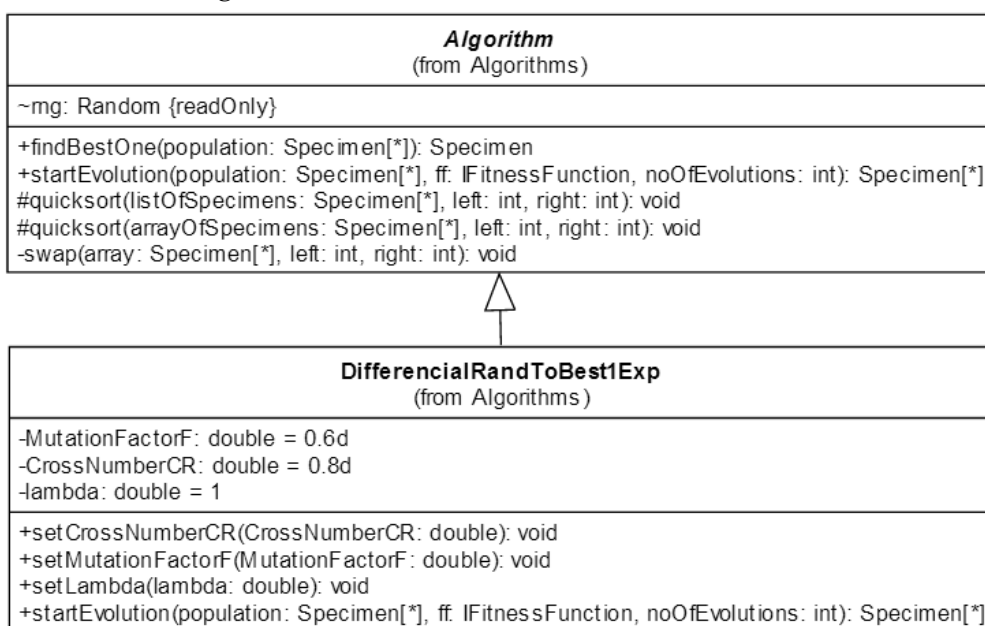 Algorithm
(from Algorithms)
~rng: Random {readOnly}
+findBestOne(population: Specimen[*]): Specimen
+startEvolution(population: Specimen[*], ff: IFitnessFunction, noOfEvolutions: int): Specimen[*]
#quicksort(listOfSpecimens: Specimen[*], left: int, right: int): void
#quicksort(arrayOfSpecimens: Specimen[*], left: int, right: int): void
-swap(array: Specimen[*], left: int, right: int): void
DifferencialRandToBest1Exp
(from Algorithms)
-MutationFactorF: double = 0.6d
-CrossNumberCR: double = 0.8d
-lambda: double = 1
+setCrossNumberCR(CrossNumberCR: double): void
+setMutationFactorF(MutationFactorF: double): void
+setLambda(lambda: double): void
+startEvolution(population: Specimen[*], ff: IFitnessFunction, noOfEvolutions: int): Specimen[*]